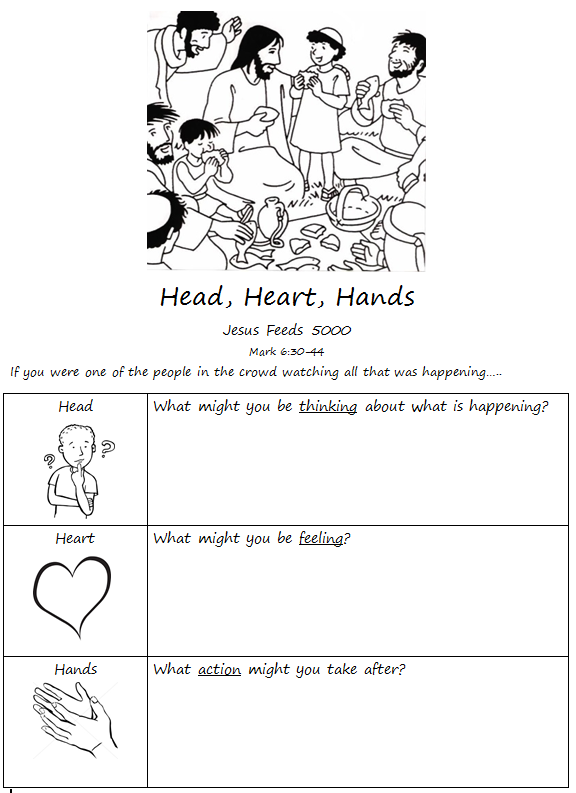 Head, Heart, Hands
Jesus Feeds 5000
Mark 6:30-44
If you were one of the people in the crowd watching all that was happening.....
Head
What might you be thinking about what is happening?
? ?
Heart
What might you be feeling?
Hands
What action might you take after?